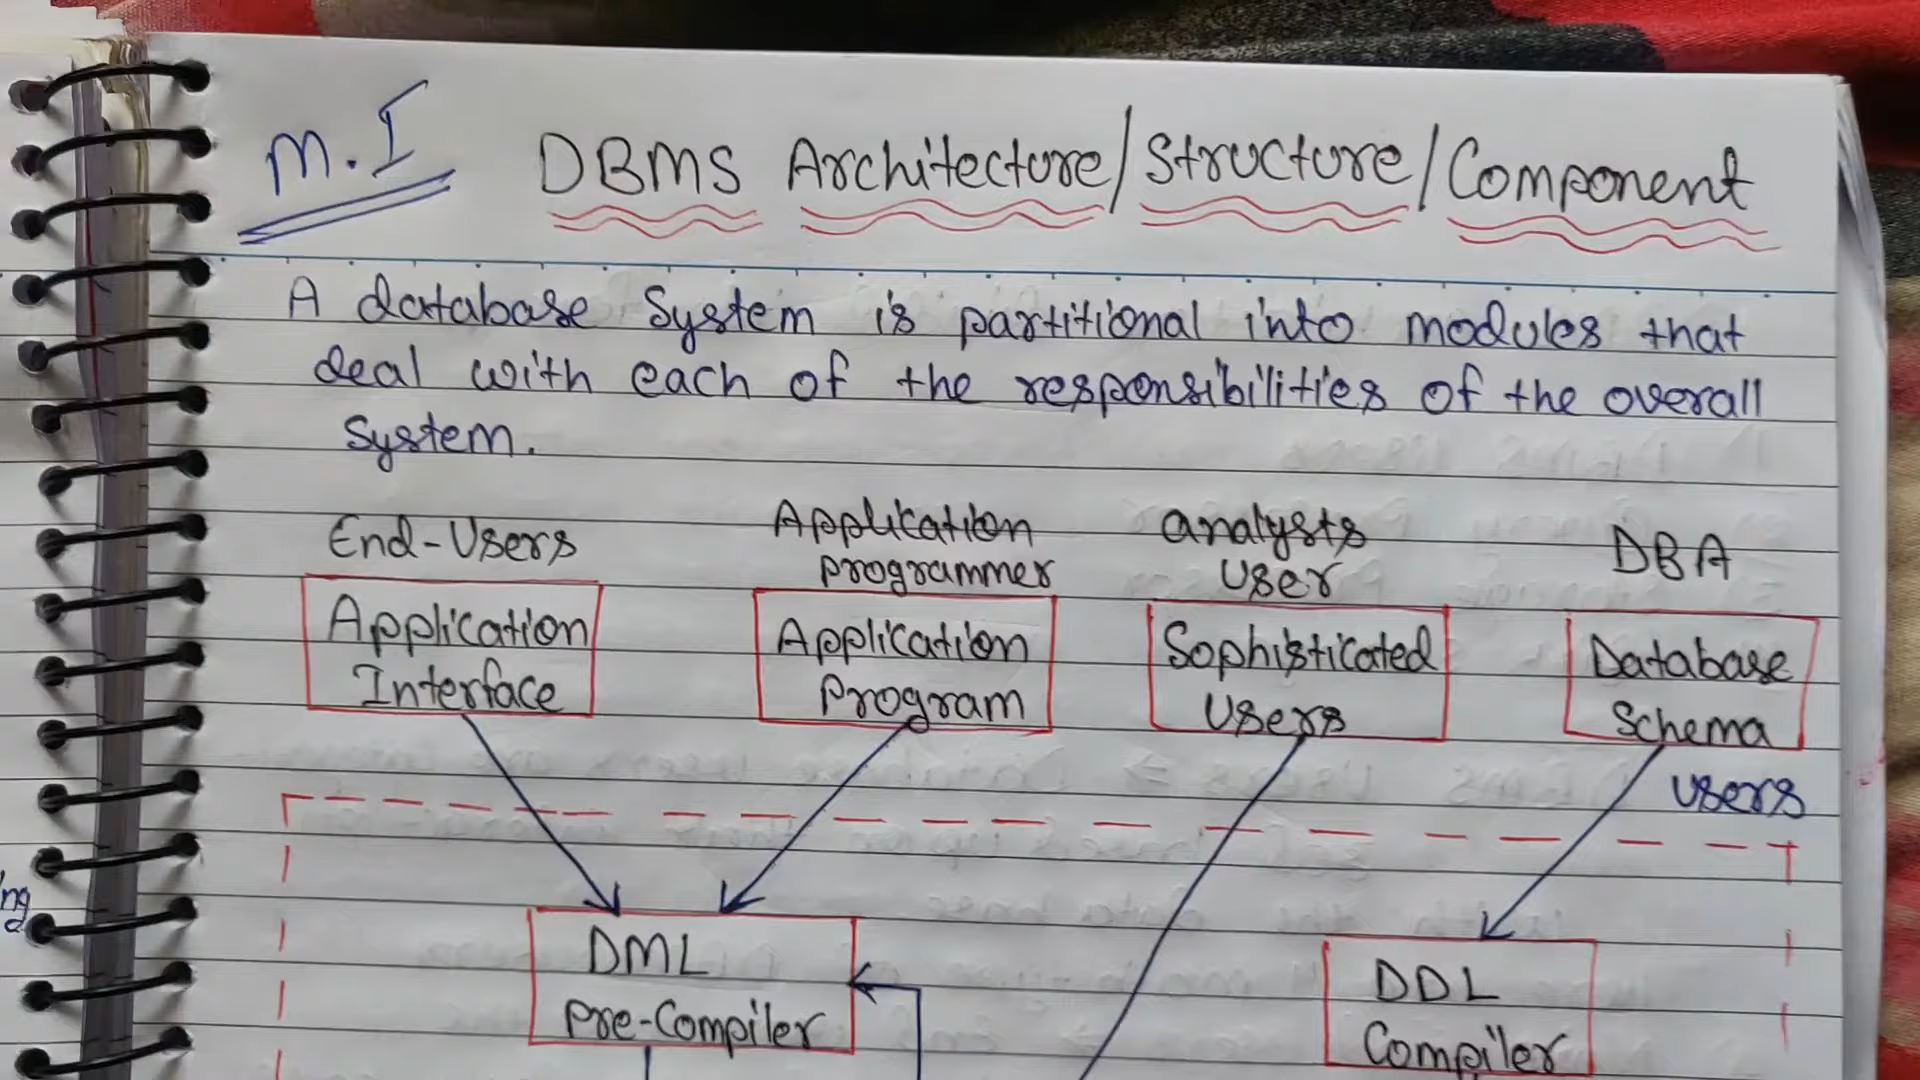 M.I DBMS Architecture/Structure/Component
A database System is partitional into modules that
deal with each of the responsibilities of the overall
System.
End-Users
Application
Programmer
analysts
User
DBA
Application
Interface
Application
Program
Sophisticated
Users
Database
Schema
Users
DML
Pre-Compiler
DDL
Compiler
ng